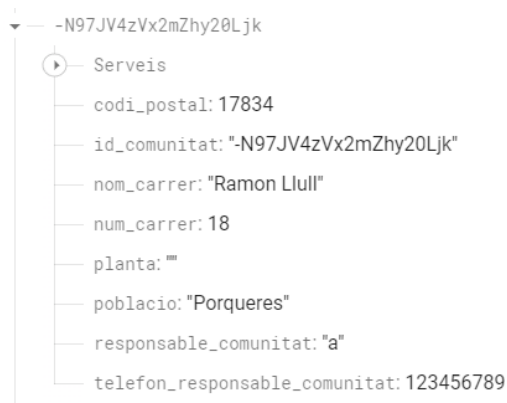 -N97JV4zVx2mZhy20Ljk
Serveis
codi_postal: 17834
id_comunitat: "-N97JV4zVx2mZhy20Ljk"
nom_carrer: "Ramon Llull"
num_carrer: 18
planta: ""
poblacio: "Porqueres"
responsable_comunitat: "a"
telefon_responsable_comunitat: 123456789